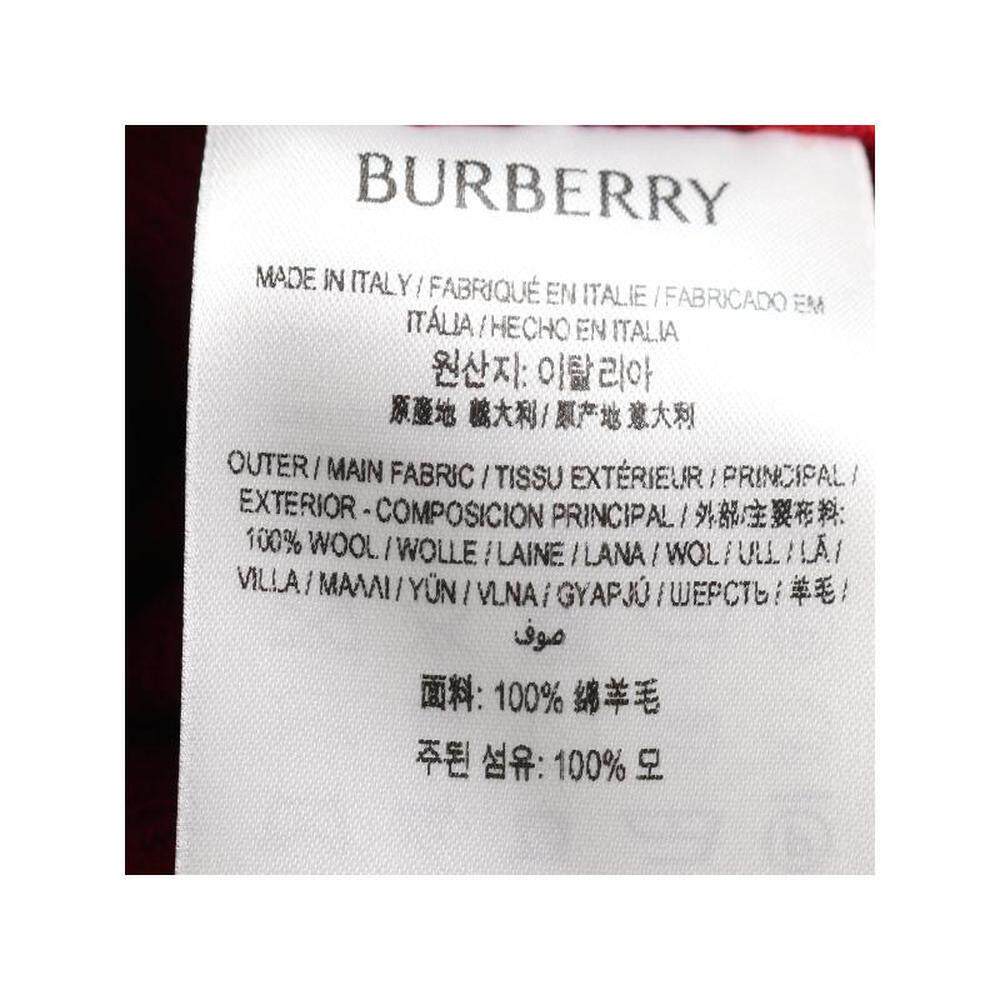 BURBERRY
MADE IN ITALY / FABRIQUÉ EN ITALIE / FABRICADO EM
ITÁLIA / HECHO EN ITALIA
원산지: 이탈리아
原產地 義大利 / 原产地 意大利
OUTER / MAIN FABRIC / TISSU EXTÉRIEUR / PRINCIPAL /
EXTERIOR - COMPOSICION PRINCIPAL / 外部/主要布料:
100% WOOL / WOLLE / LAINE / LANA / WOL / ULL / LÃ /
VILLA / ΜΑΛΛΙ / YÜN / VLNA / GYAPJÚ / ШЕРСТЬ / 羊毛 /
صوف
面料: 100% 绵羊毛
주된 섬유: 100% 모